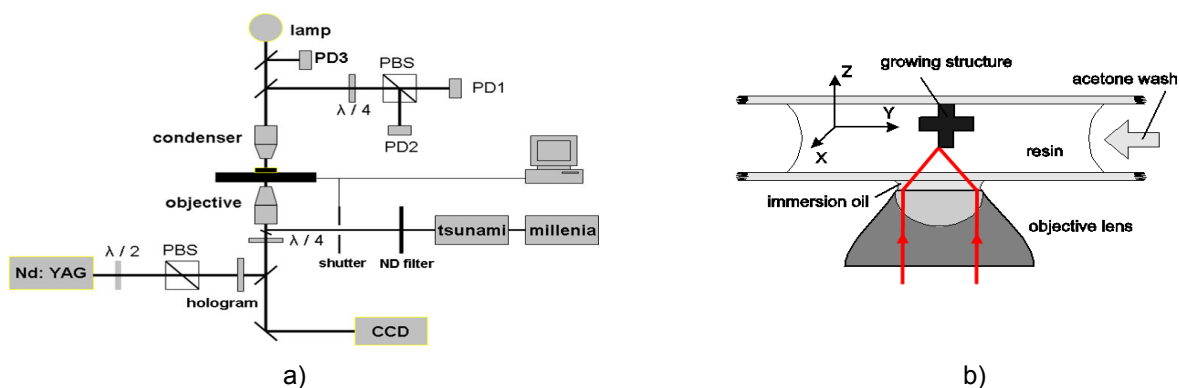 lamp
PD3
PBS
PD1
λ / 4
PD2
condenser
objective
λ / 4
tsunami
millenia
shutter
ND filter
λ / 2
PBS
Nd: YAG
hologram
CCD
a)
growing
structure
acetone wash
Z
Y
X
resin
immersion oil
objective lens
b)